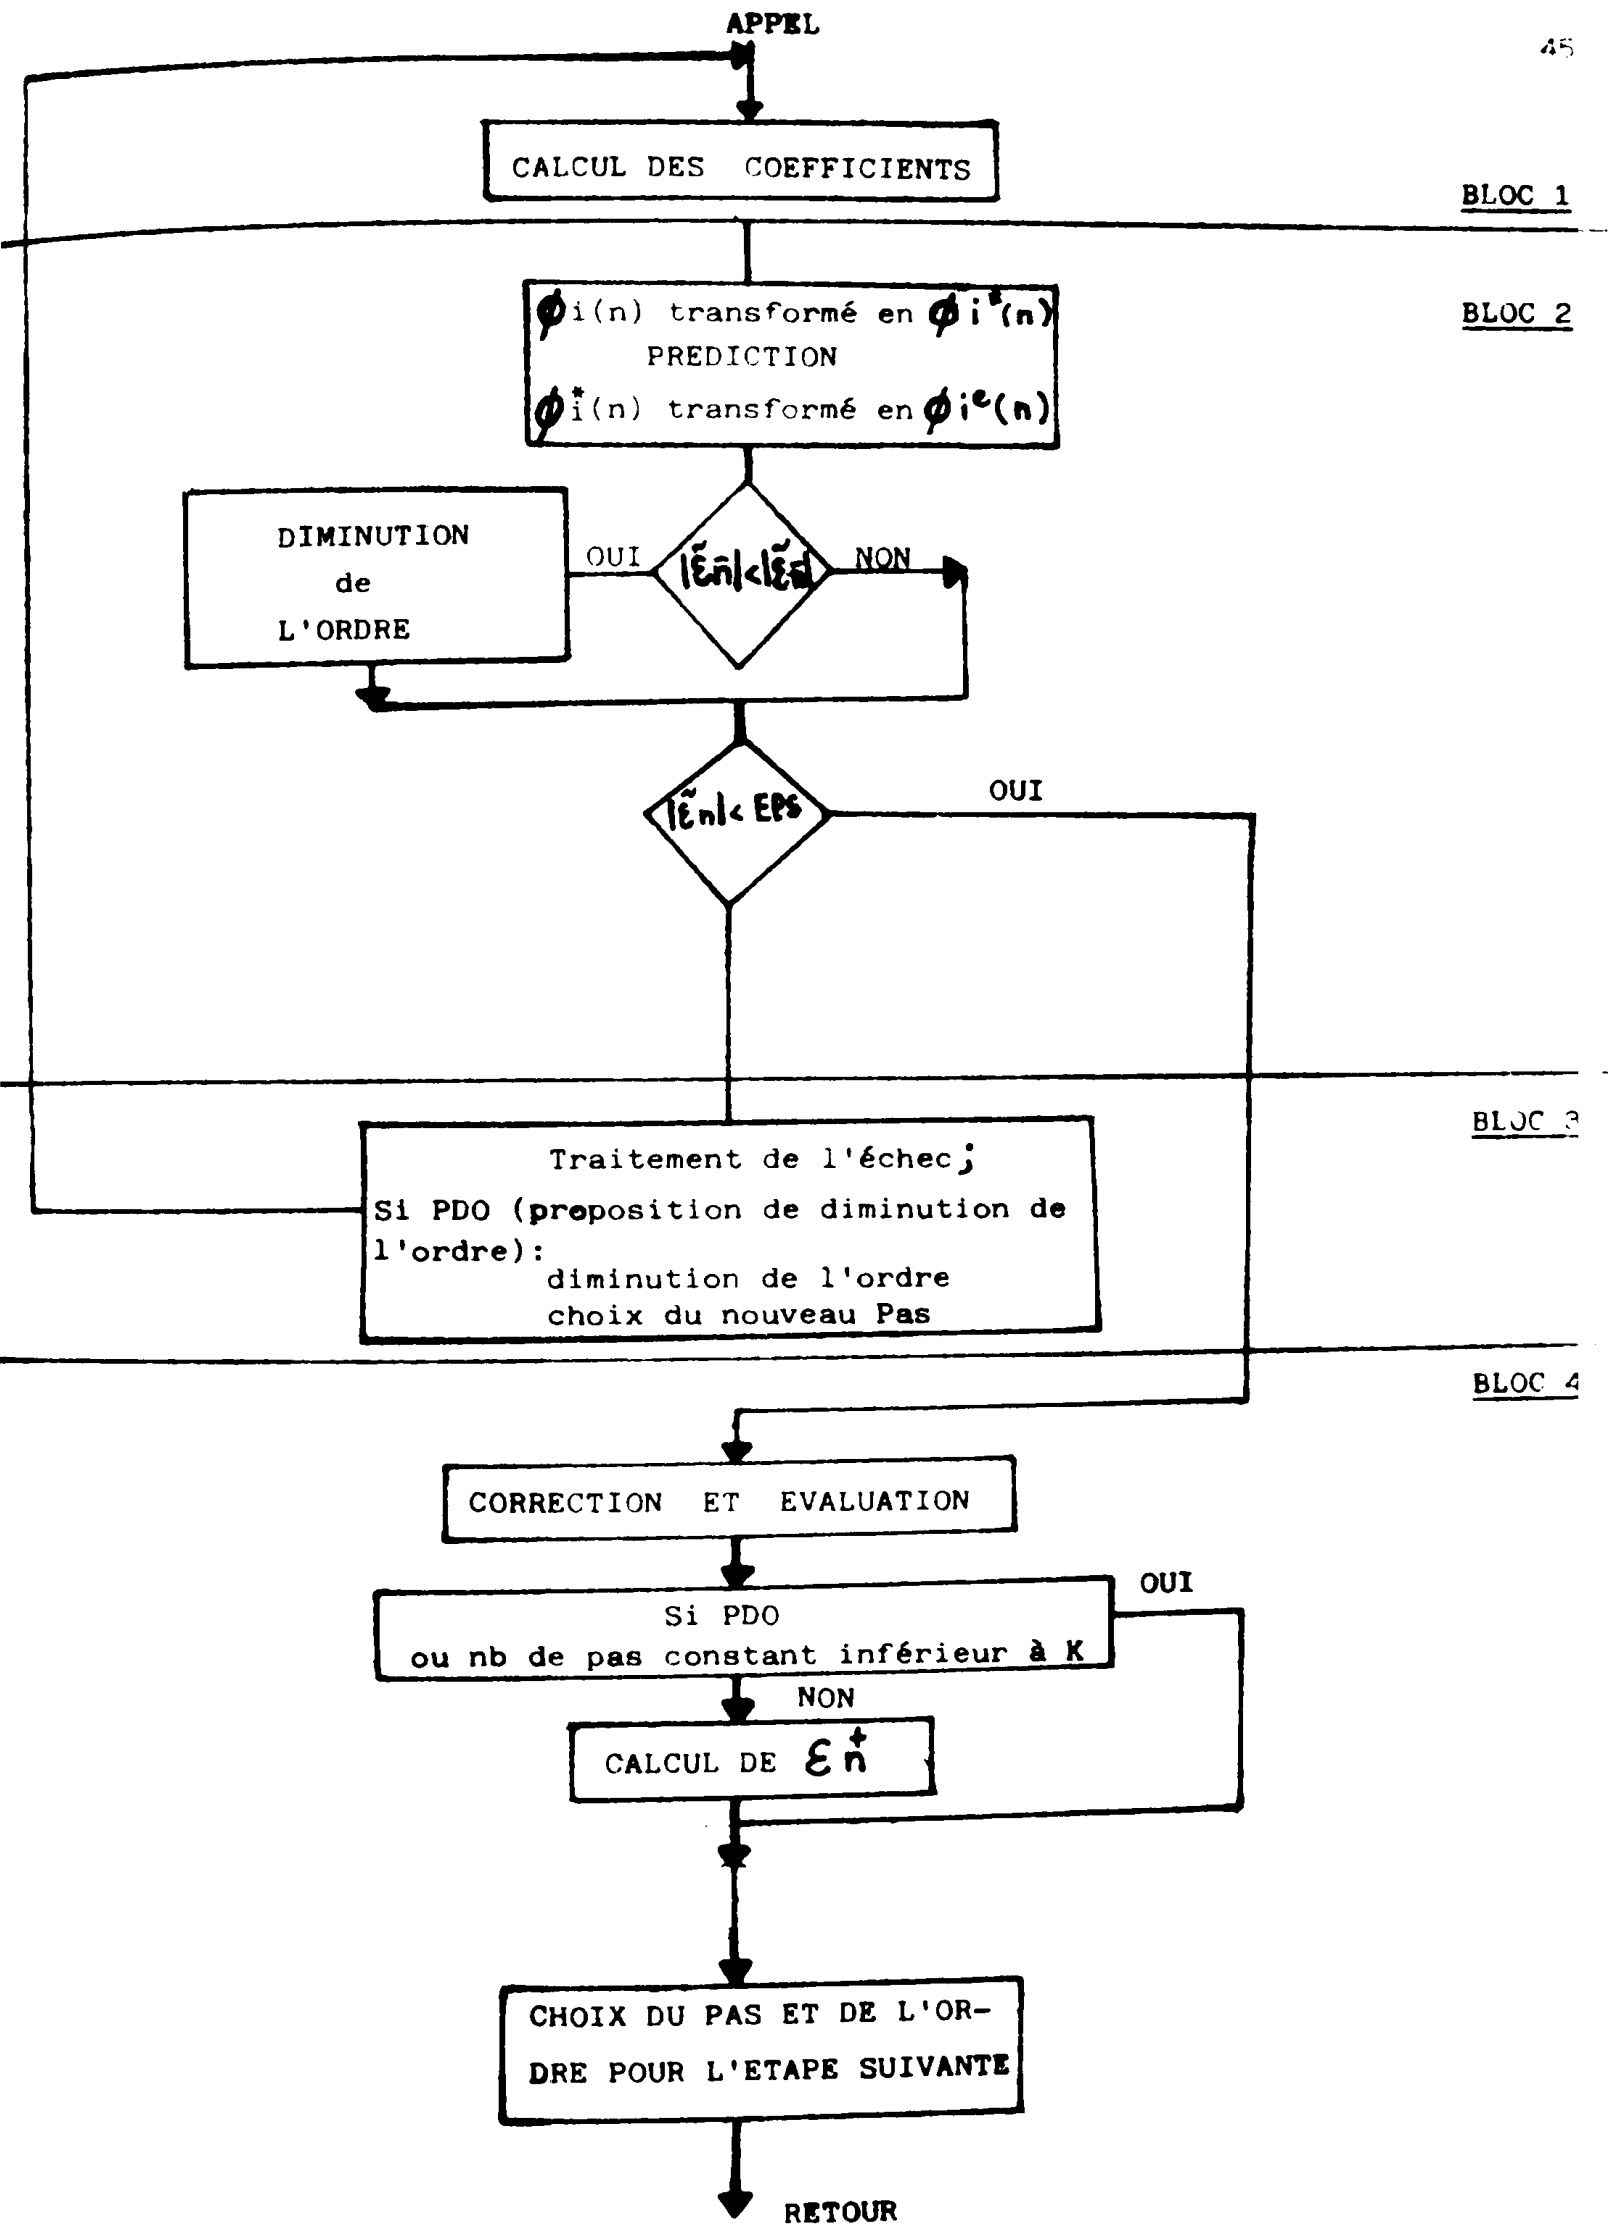 APPEL
45
CALCUL DES COEFFICIENTS
BLOC 1
ϕi(n) transformé en ϕi*(n)
BLOC 2
PREDICTION
ϕi*(n) transformé en ϕiᵉ(n)
DIMINUTION
de
L'ORDRE
OUI
NON
|ε̃n| < EPS
OUI
BLOC 3
Traitement de l'échec;
Si PDO (proposition de diminution de
l'ordre):
diminution de l'ordre
choix du nouveau Pas
BLOC 4
CORRECTION ET EVALUATION
OUI
Si PDO
ou nb de pas constant inférieur à K
NON
CALCUL DE Ɛn⁺
CHOIX DU PAS ET DE L'OR-
DRE POUR L'ETAPE SUIVANTE
RETOUR